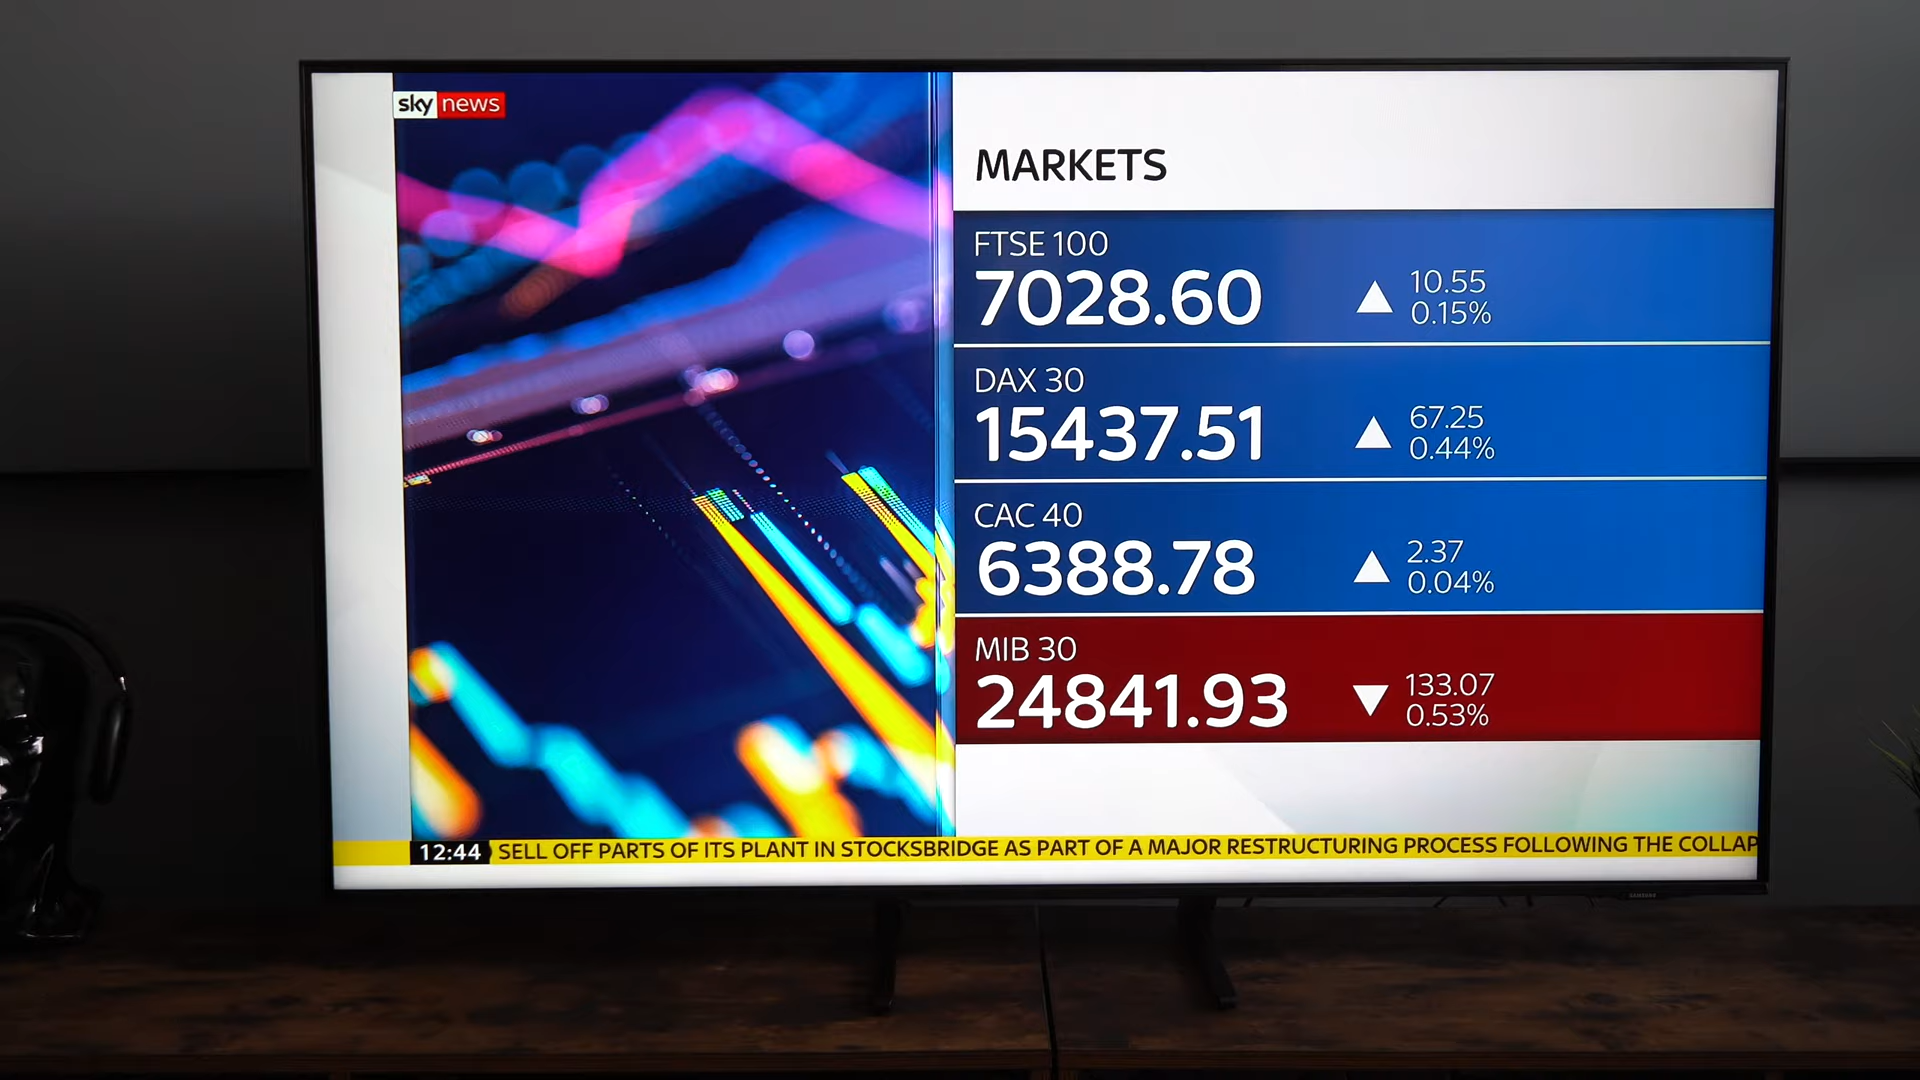 sky news
MARKETS
FTSE 100
7028.60
10.55
0.15%
DAX 30
15437.51
67.25
0.44%
CAC 40
6388.78
2.37
0.04%
MIB 30
24841.93
133.07
0.53%
12:44 SELL OFF PARTS OF ITS PLANT IN STOCKSBRIDGE AS PART OF A MAJOR RESTRUCTURING PROCESS FOLLOWING THE COLLAP
SAMSUNG